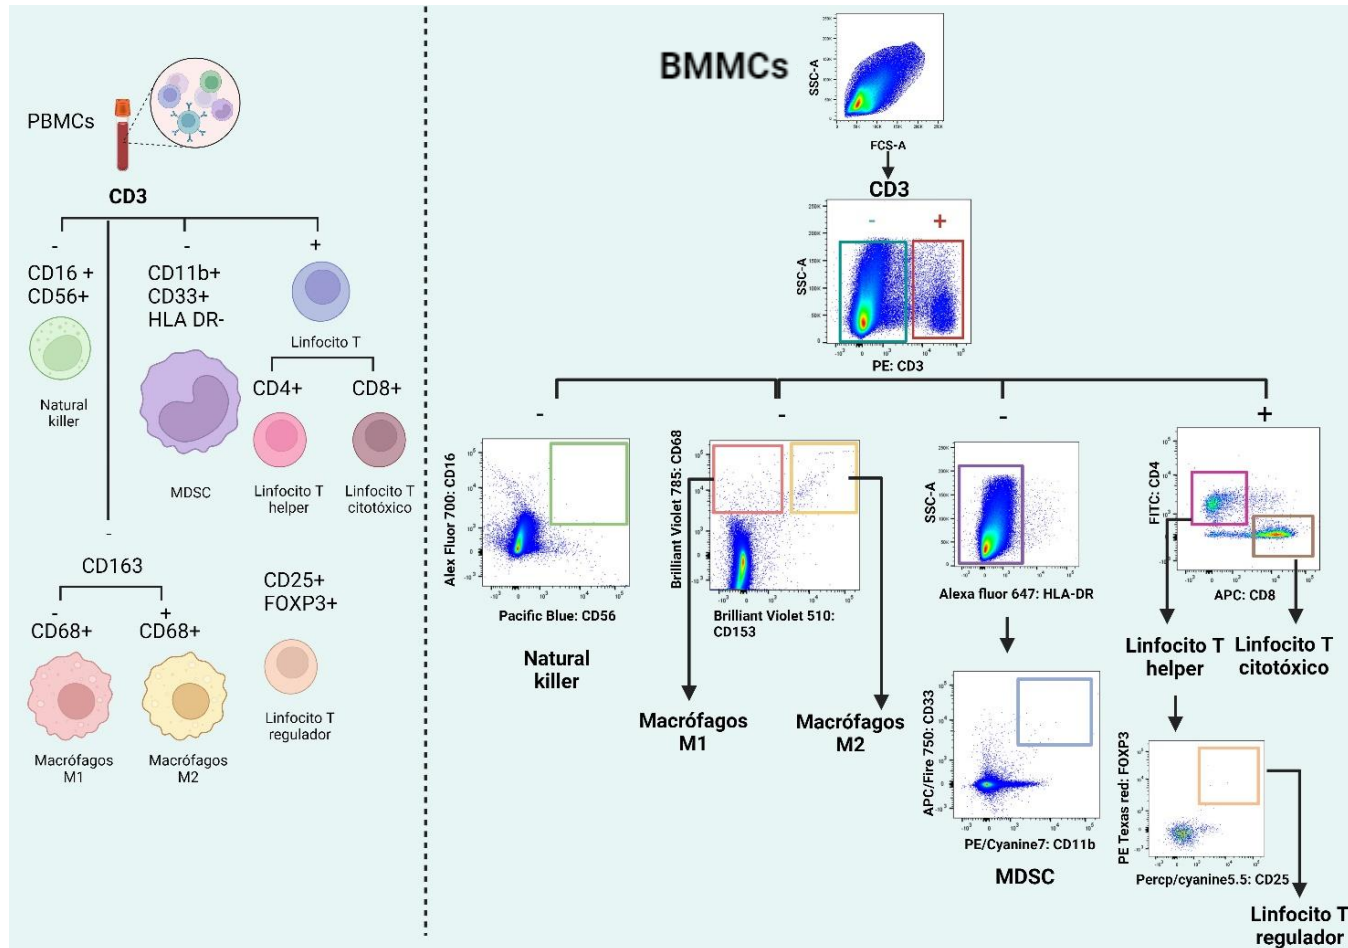 PBMCs
CD3
-
-
+
CD16 +
CD56+
CD11b+
CD33+
HLA DR-
Linfocito T
Natural
killer
MDSC
CD4+
CD8+
Linfocito T
helper
Linfocito T
citotóxico
-
CD163
-
+
CD68+
CD68+
Macrófagos
M1
Macrófagos
M2
CD25+
FOXP3+
Linfocito T
regulador
BMMCs
SSC-A
FCS-A
CD3
-
+
SSC-A
PE: CD3
-
-
-
+
Alex Fluor 700: CD16
Pacific Blue: CD56
Natural
killer
Brilliant Violet 785: CD68
Brilliant Violet 510:
CD153
Macrófagos
M1
Macrófagos
M2
SSC-A
Alexa fluor 647: HLA-DR
APC/Fire 750: CD33
PE/Cyanine7: CD11b
MDSC
FITC: CD4
APC: CD8
Linfocito T
helper
Linfocito T
citotóxico
PE Texas red: FOXP3
Percp/cyanine5.5: CD25
Linfocito T
regulador